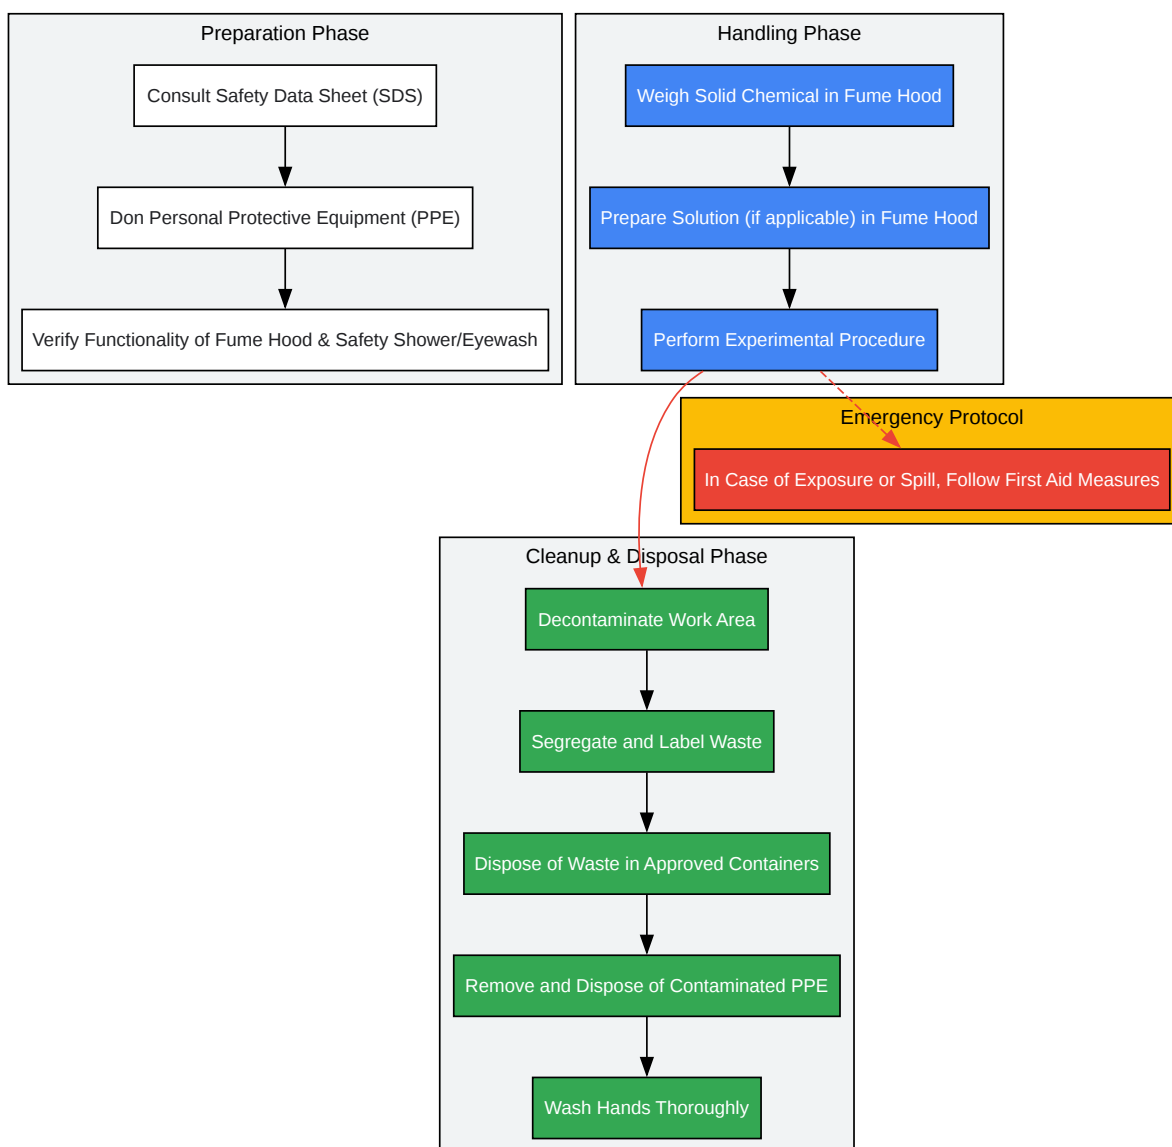 Preparation Phase
Consult Safety Data Sheet (SDS)
Don Personal Protective Equipment (PPE)
Verify Functionality of Fume Hood & Safety Shower/Eyewash
Handling Phase
Weigh Solid Chemical in Fume Hood
Prepare Solution (if applicable) in Fume Hood
Perform Experimental Procedure
Emergency Protocol
In Case of Exposure or Spill, Follow First Aid Measures
Cleanup & Disposal Phase
Decontaminate Work Area
Segregate and Label Waste
Dispose of Waste in Approved Containers
Remove and Dispose of Contaminated PPE
Wash Hands Thoroughly